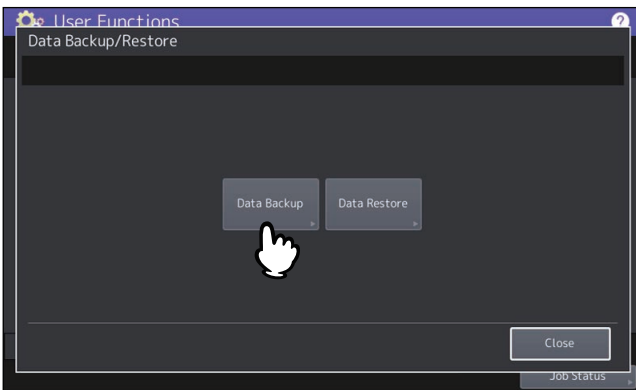 User Functions
?
Data Backup/Restore
Data Backup
Data Restore
Close
Job Status